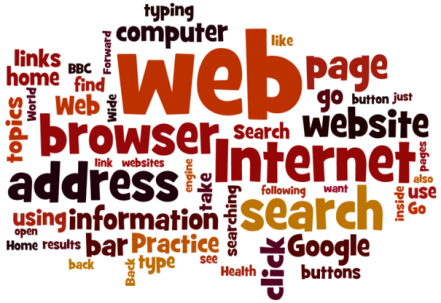 typing
computer
like
web
links
BBC
Forward
page
home
find
World
Wide
Web
go
button
just
topics
browser
Search
website
link
websites
engine
Internet
pages
address
take
following
want
also
use
inside
Go
using
information
searching
search
open
Home
results
bar
Practice
click
Google
back
Back
type
see
Health
buttons